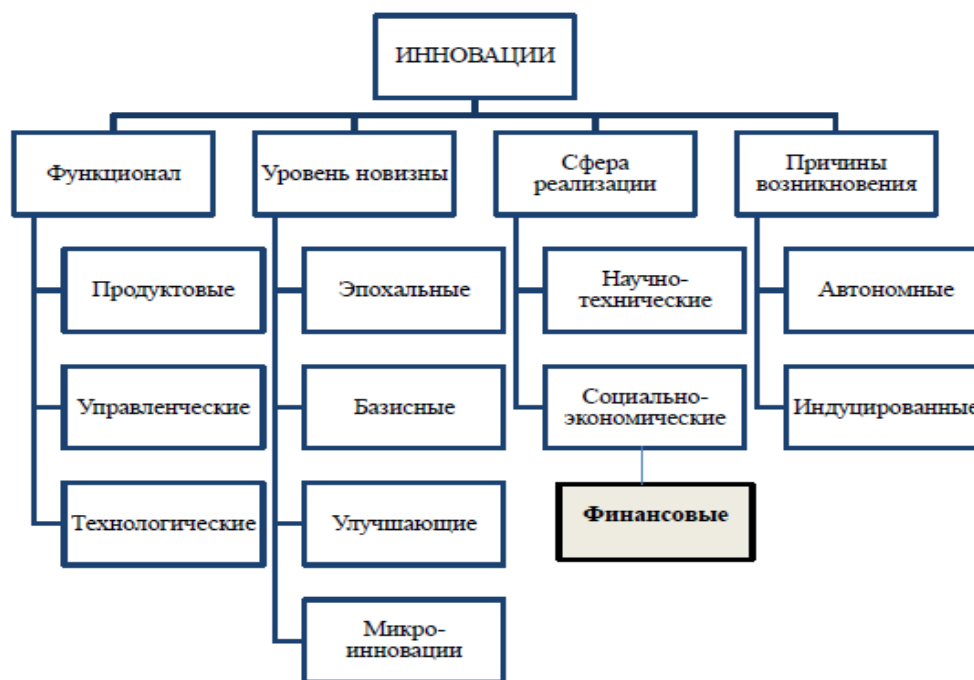 ИННОВАЦИИ
Функционал
Уровень новизны
Сфера
реализации
Причины
возникновения
Продуктовые
Эпохальные
Научно-
технические
Автономные
Управленческие
Базисные
Социально-
экономические
Индуцированные
Технологические
Улучшающие
Финансовые
Микро-
инновации